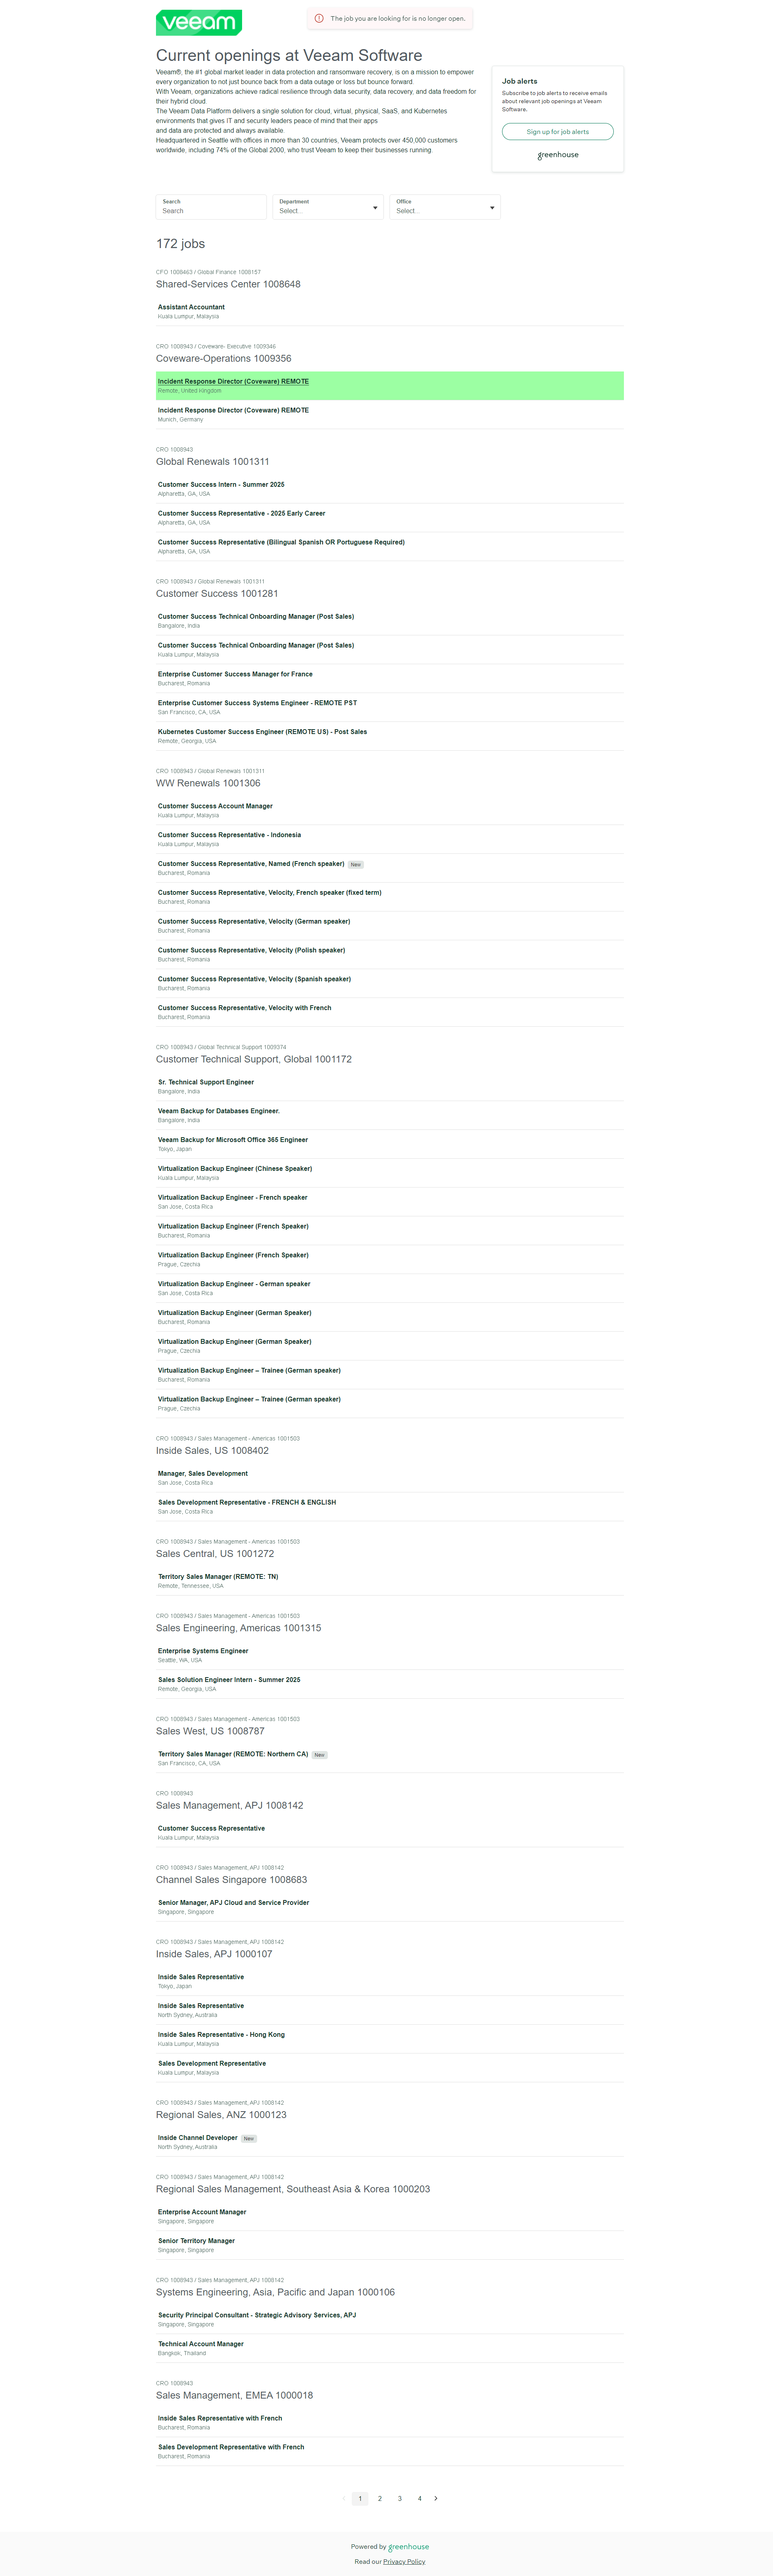 veeam
The job you are looking for is no longer open.
Current openings at Veeam Software
Veeam®, the #1 global market leader in data protection and ransomware recovery, is on a mission to empower
every organization to not just bounce back from a data outage or loss but bounce forward.
With Veeam, organizations achieve radical resilience through data security, data recovery, and data freedom for
their hybrid cloud.
The Veeam Data Platform delivers a single solution for cloud, virtual, physical, SaaS, and Kubernetes
environments that gives IT and security leaders peace of mind that their apps
and data are protected and always available.
Headquartered in Seattle with offices in more than 30 countries, Veeam protects over 450,000 customers
worldwide, including 74% of the Global 2000, who trust Veeam to keep their businesses running.
Job alerts
Subscribe to job alerts to receive emails
about relevant job openings at Veeam
Software.
Sign up for job alerts
greenhouse
Search
Search
Department
Select...
Office
Select...
172 jobs
CFO 1008463 / Global Finance 1008157
Shared-Services Center 1008648
Assistant Accountant
Kuala Lumpur, Malaysia
CRO 1008943 / Coveware- Executive 1009346
Coveware-Operations 1009356
Incident Response Director (Coveware) REMOTE
Remote, United Kingdom
Incident Response Director (Coveware) REMOTE
Munich, Germany
CRO 1008943
Global Renewals 1001311
Customer Success Intern - Summer 2025
Alpharetta, GA, USA
Customer Success Representative - 2025 Early Career
Alpharetta, GA, USA
Customer Success Representative (Bilingual Spanish OR Portuguese Required)
Alpharetta, GA, USA
CRO 1008943 / Global Renewals 1001311
Customer Success 1001281
Customer Success Technical Onboarding Manager (Post Sales)
Bangalore, India
Customer Success Technical Onboarding Manager (Post Sales)
Kuala Lumpur, Malaysia
Enterprise Customer Success Manager for France
Bucharest, Romania
Enterprise Customer Success Systems Engineer - REMOTE PST
San Francisco, CA, USA
Kubernetes Customer Success Engineer (REMOTE US) - Post Sales
Remote, Georgia, USA
CRO 1008943 / Global Renewals 1001311
WW Renewals 1001306
Customer Success Account Manager
Kuala Lumpur, Malaysia
Customer Success Representative - Indonesia
Kuala Lumpur, Malaysia
Customer Success Representative, Named (French speaker) New
Bucharest, Romania
Customer Success Representative, Velocity, French speaker (fixed term)
Bucharest, Romania
Customer Success Representative, Velocity (German speaker)
Bucharest, Romania
Customer Success Representative, Velocity (Polish speaker)
Bucharest, Romania
Customer Success Representative, Velocity (Spanish speaker)
Bucharest, Romania
Customer Success Representative, Velocity with French
Bucharest, Romania
CRO 1008943 / Global Technical Support 1009374
Customer Technical Support, Global 1001172
Sr. Technical Support Engineer
Bangalore, India
Veeam Backup for Databases Engineer.
Bangalore, India
Veeam Backup for Microsoft Office 365 Engineer
Tokyo, Japan
Virtualization Backup Engineer (Chinese Speaker)
Kuala Lumpur, Malaysia
Virtualization Backup Engineer - French speaker
San Jose, Costa Rica
Virtualization Backup Engineer (French Speaker)
Bucharest, Romania
Virtualization Backup Engineer (French Speaker)
Prague, Czechia
Virtualization Backup Engineer - German speaker
San Jose, Costa Rica
Virtualization Backup Engineer (German Speaker)
Bucharest, Romania
Virtualization Backup Engineer (German Speaker)
Prague, Czechia
Virtualization Backup Engineer – Trainee (German speaker)
Bucharest, Romania
Virtualization Backup Engineer – Trainee (German speaker)
Prague, Czechia
CRO 1008943 / Sales Management - Americas 1001503
Inside Sales, US 1008402
Manager, Sales Development
San Jose, Costa Rica
Sales Development Representative - FRENCH & ENGLISH
San Jose, Costa Rica
CRO 1008943 / Sales Management - Americas 1001503
Sales Central, US 1001272
Territory Sales Manager (REMOTE: TN)
Remote, Tennessee, USA
CRO 1008943 / Sales Management - Americas 1001503
Sales Engineering, Americas 1001315
Enterprise Systems Engineer
Seattle, WA, USA
Sales Solution Engineer Intern - Summer 2025
Remote, Georgia, USA
CRO 1008943 / Sales Management - Americas 1001503
Sales West, US 1008787
Territory Sales Manager (REMOTE: Northern CA) New
San Francisco, CA, USA
CRO 1008943
Sales Management, APJ 1008142
Customer Success Representative
Kuala Lumpur, Malaysia
CRO 1008943 / Sales Management, APJ 1008142
Channel Sales Singapore 1008683
Senior Manager, APJ Cloud and Service Provider
Singapore, Singapore
CRO 1008943 / Sales Management, APJ 1008142
Inside Sales, APJ 1000107
Inside Sales Representative
Tokyo, Japan
Inside Sales Representative
North Sydney, Australia
Inside Sales Representative - Hong Kong
Kuala Lumpur, Malaysia
Sales Development Representative
Kuala Lumpur, Malaysia
CRO 1008943 / Sales Management, APJ 1008142
Regional Sales, ANZ 1000123
Inside Channel Developer New
North Sydney, Australia
CRO 1008943 / Sales Management, APJ 1008142
Regional Sales Management, Southeast Asia & Korea 1000203
Enterprise Account Manager
Singapore, Singapore
Senior Territory Manager
Singapore, Singapore
CRO 1008943 / Sales Management, APJ 1008142
Systems Engineering, Asia, Pacific and Japan 1000106
Security Principal Consultant - Strategic Advisory Services, APJ
Singapore, Singapore
Technical Account Manager
Bangkok, Thailand
CRO 1008943
Sales Management, EMEA 1000018
Inside Sales Representative with French
Bucharest, Romania
Sales Development Representative with French
Bucharest, Romania
1 2 3 4
Powered by greenhouse
Read our Privacy Policy